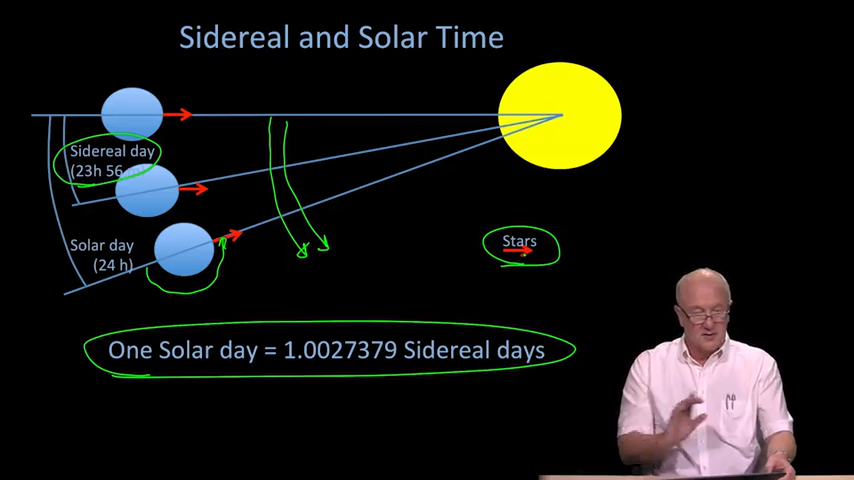 Sidereal and Solar Time
Sidereal day
(23h 56
Solar day
(24 h)
Stars
One Solar day = 1.0027379 Sidereal days